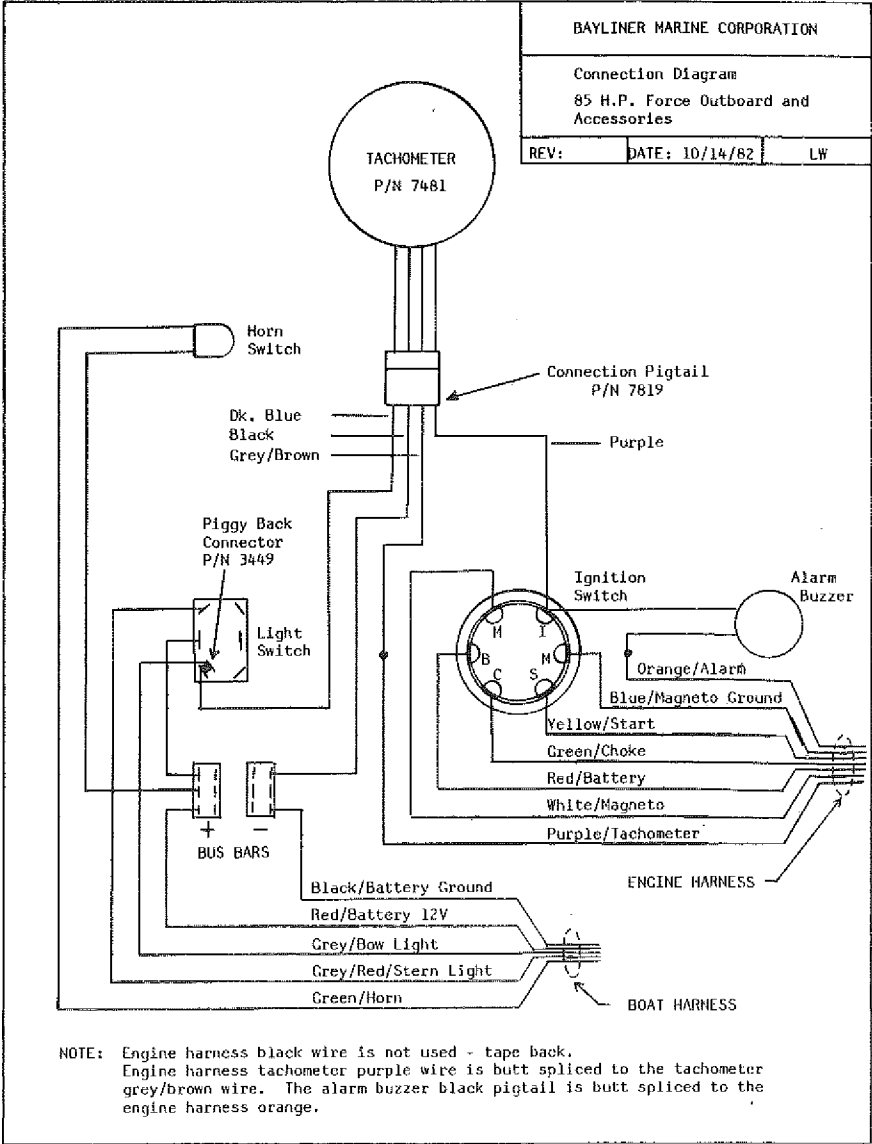 BAYLINER MARINE CORPORATION
Connection Diagram
85 H.P. Force Outboard and
Accessories
REV:
DATE: 10/14/82
LW
TACHOMETER
P/N 7481
Horn
Switch
Connection Pigtail
P/N 7819
Dk. Blue
Black
Grey/Brown
Purple
Piggy Back
Connector
P/N 3449
Ignition
Switch
Alarm
Buzzer
Light
Switch
M
I
B
M
C
S
Orange/Alarm
Blue/Magneto Ground
Yellow/Start
Green/Choke
Red/Battery
White/Magneto
Purple/Tachometer
+
-
BUS BARS
ENGINE HARNESS
Black/Battery Ground
Red/Battery 12V
Grey/Bow Light
Grey/Red/Stern Light
Green/Horn
BOAT HARNESS
NOTE: Engine harness black wire is not used - tape back.
Engine harness tachometer purple wire is butt spliced to the tachometer
grey/brown wire. The alarm buzzer black pigtail is butt spliced to the
engine harness orange.